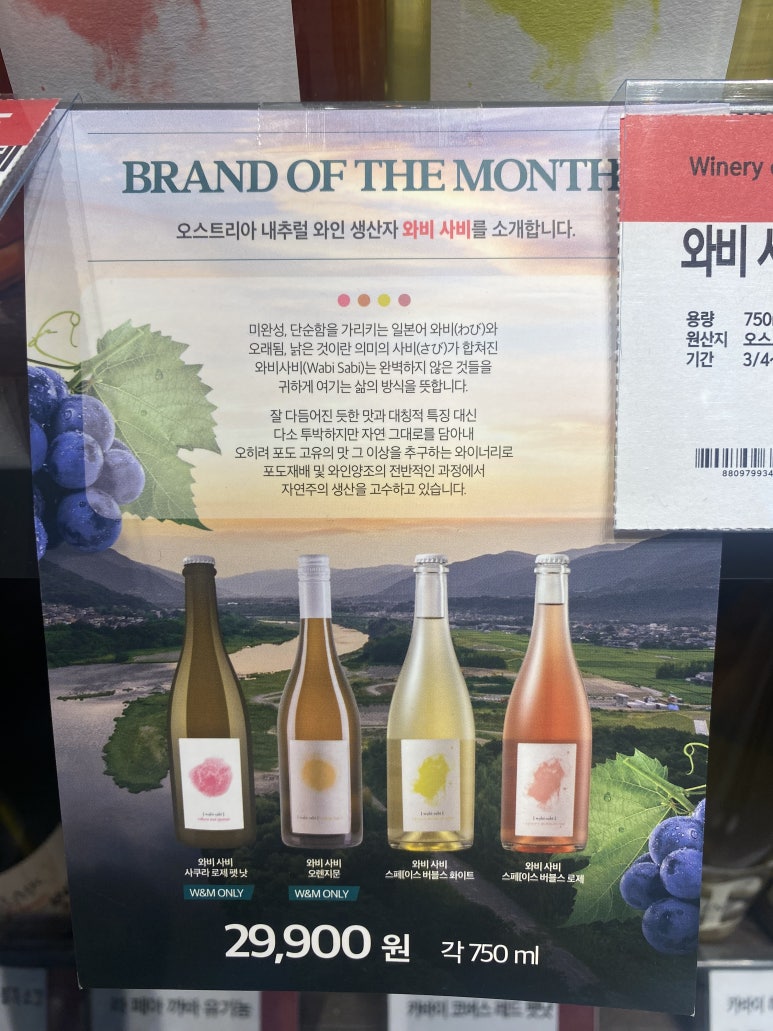 BRAND OF THE MONTH
오스트리아 내추럴 와인 생산자 와비 사비를 소개합니다.
미완성, 단순함을 가리키는 일본어 와비(わび)와
오래됨, 낡은 것이란 의미의 사비(さび)가 합쳐진
와비사비(Wabi Sabi)는 완벽하지 않은 것들을
귀하게 여기는 삶의 방식을 뜻합니다.
잘 다듬어진 듯한 맛과 대칭적 특징 대신
다소 투박하지만 자연 그대로를 담아내
오히려 포도 고유의 맛 그 이상을 추구하는 와이너리로
포도재배 및 와인양조의 전반적인 과정에서
자연주의 생산을 고수하고 있습니다.
Winery
와비
용량 750
원산지 오스
기간 3/4~
880979934
[wabi sabi]
[wabi sabi]
[wabi sabi]
[wabi sabi]
와비 사비
사쿠라 로제 펫 낫
W&M ONLY
와비 사비
오렌지문
W&M ONLY
와비 사비
스페[이스 버블스 화이트
와비 사비
스페[이스 버블스 로제
29,900 원 각 750 ml